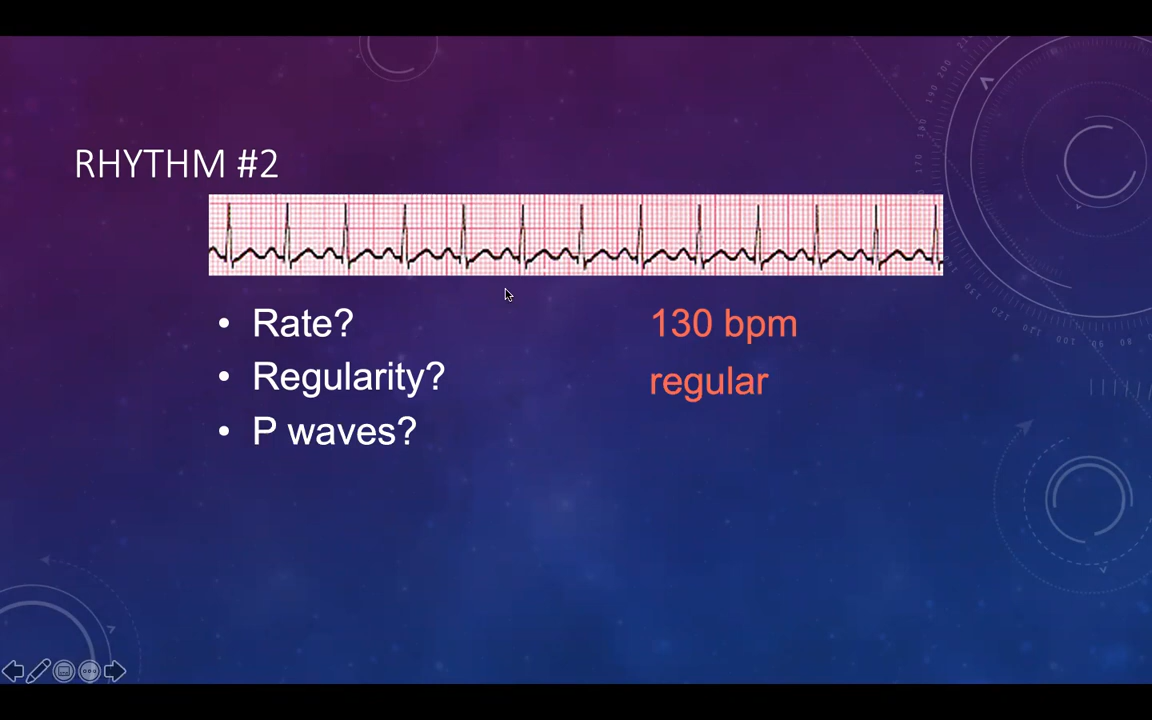 RHYTHM #2
• Rate? 130 bpm
• Regularity? regular
• P waves?